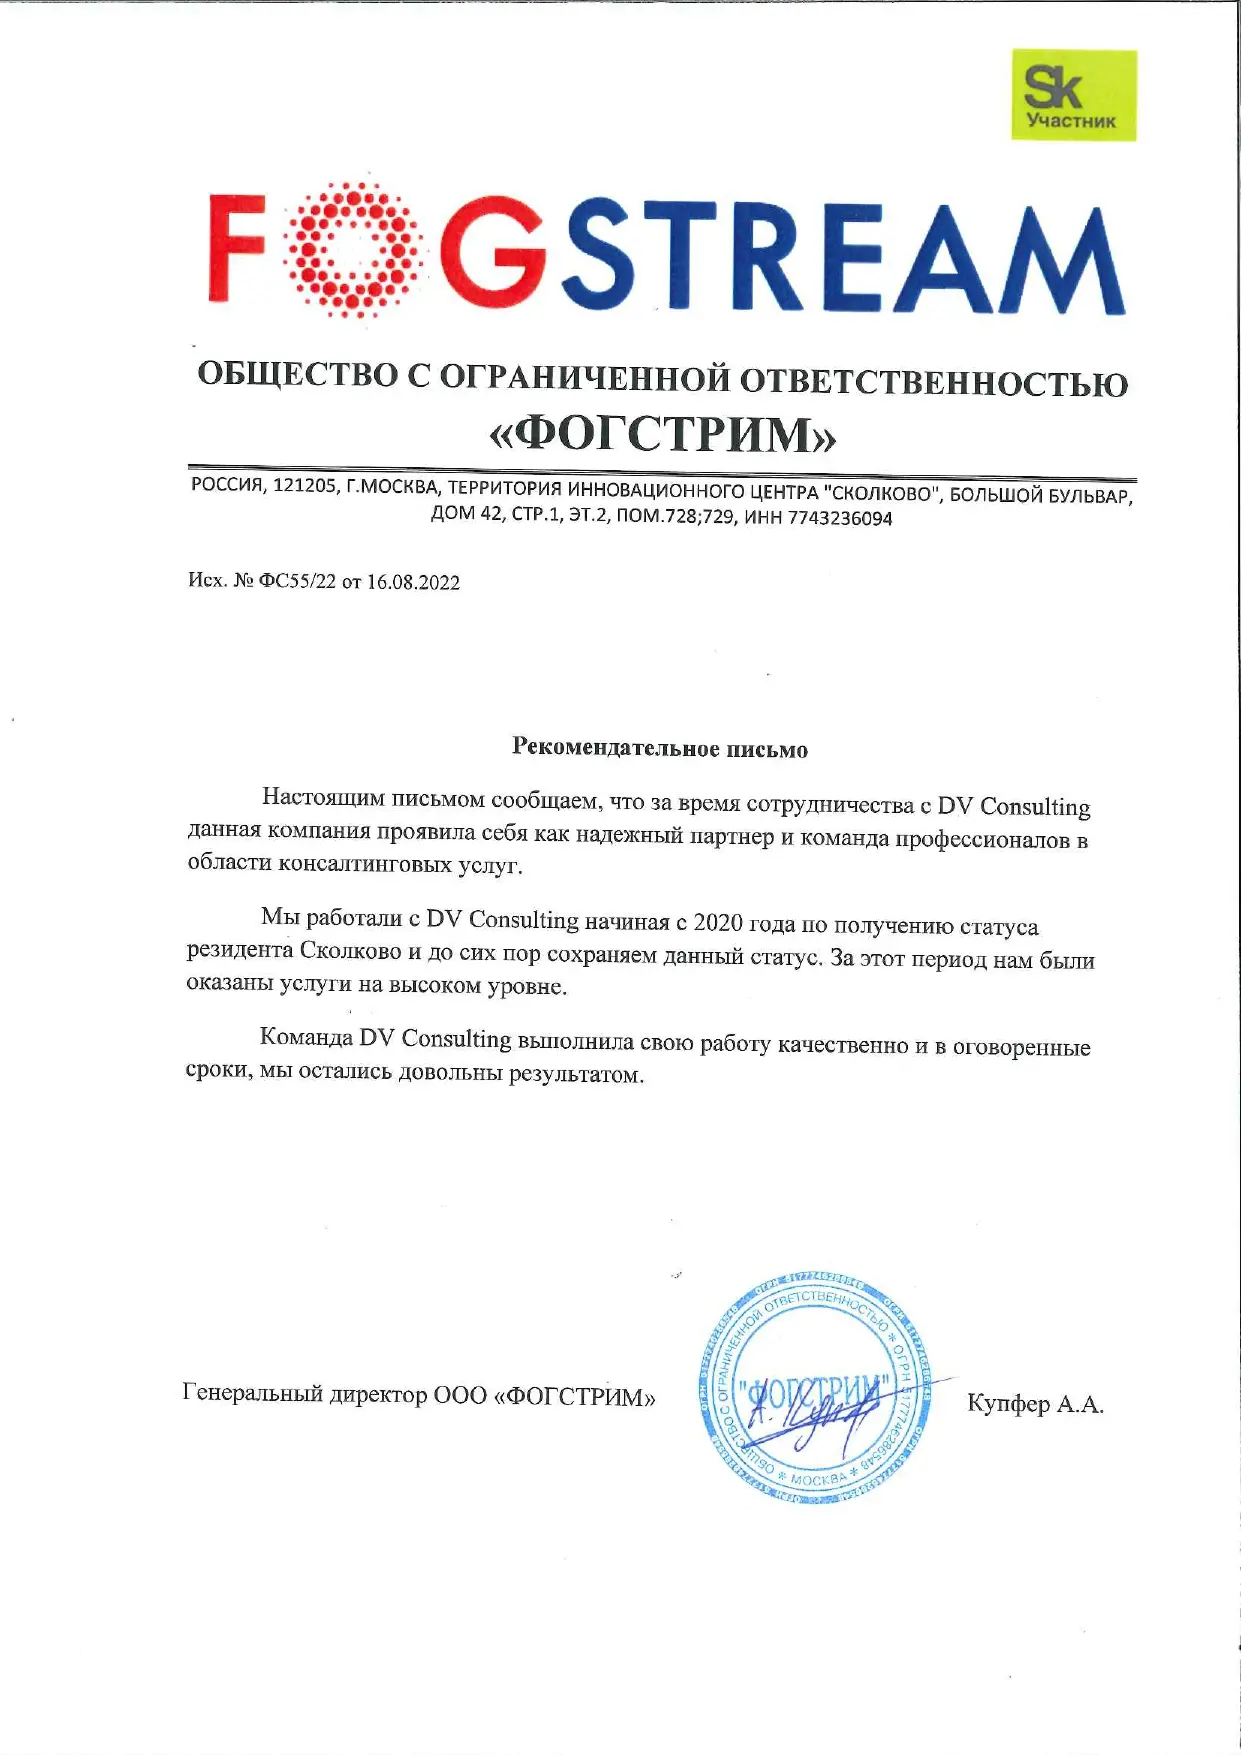 Sk
Участник
FOGSTREAM
ОБЩЕСТВО С ОГРАНИЧЕННОЙ ОТВЕТСТВЕННОСТЬЮ
«ФОГСТРИМ»
РОССИЯ, 121205, Г.МОСКВА, ТЕРРИТОРИЯ ИННОВАЦИОННОГО ЦЕНТРА "СКОЛКОВО", БОЛЬШОЙ БУЛЬВАР,
ДОМ 42, СТР.1, ЭТ.2, ПОМ.728;729, ИНН 7743236094
Исх. № ФС55/22 от 16.08.2022
Рекомендательное письмо
Настоящим письмом сообщаем, что за время сотрудничества с DV Consulting
данная компания проявила себя как надежный партнер и команда профессионалов в
области консалтинговых услуг.
Мы работали с DV Consulting начиная с 2020 года по получению статуса
резидента Сколково и до сих пор сохраняем данный статус. За этот период нам были
оказаны услуги на высоком уровне.
Команда DV Consulting выполнила свою работу качественно и в оговоренные
сроки, мы остались довольны результатом.
Генеральный директор ООО «ФОГСТРИМ»
ОБЩЕСТВО С ОГРАНИЧЕННОЙ ОТВЕТСТВЕННОСТЬЮ * ОГРН 5177746286548 * МОСКВА *
"ФОГСТРИМ"
Купфер А.А.